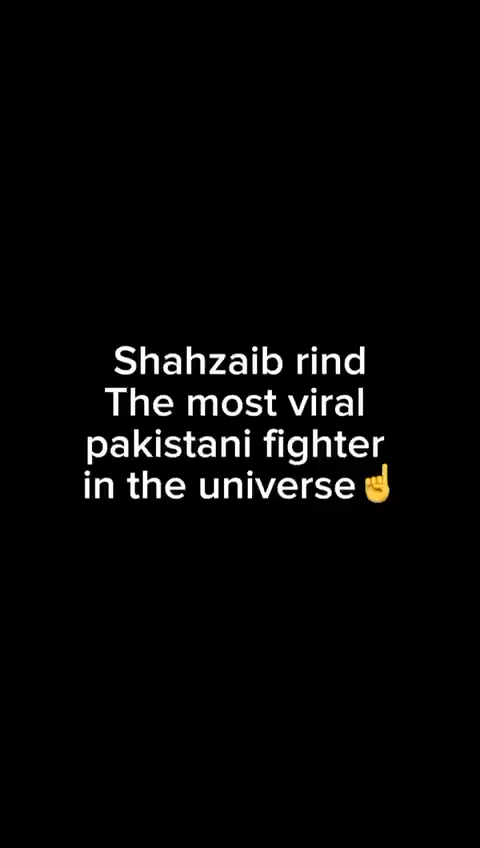 Shahzaib rind
The most viral
pakistani fighter
in the universe☝️